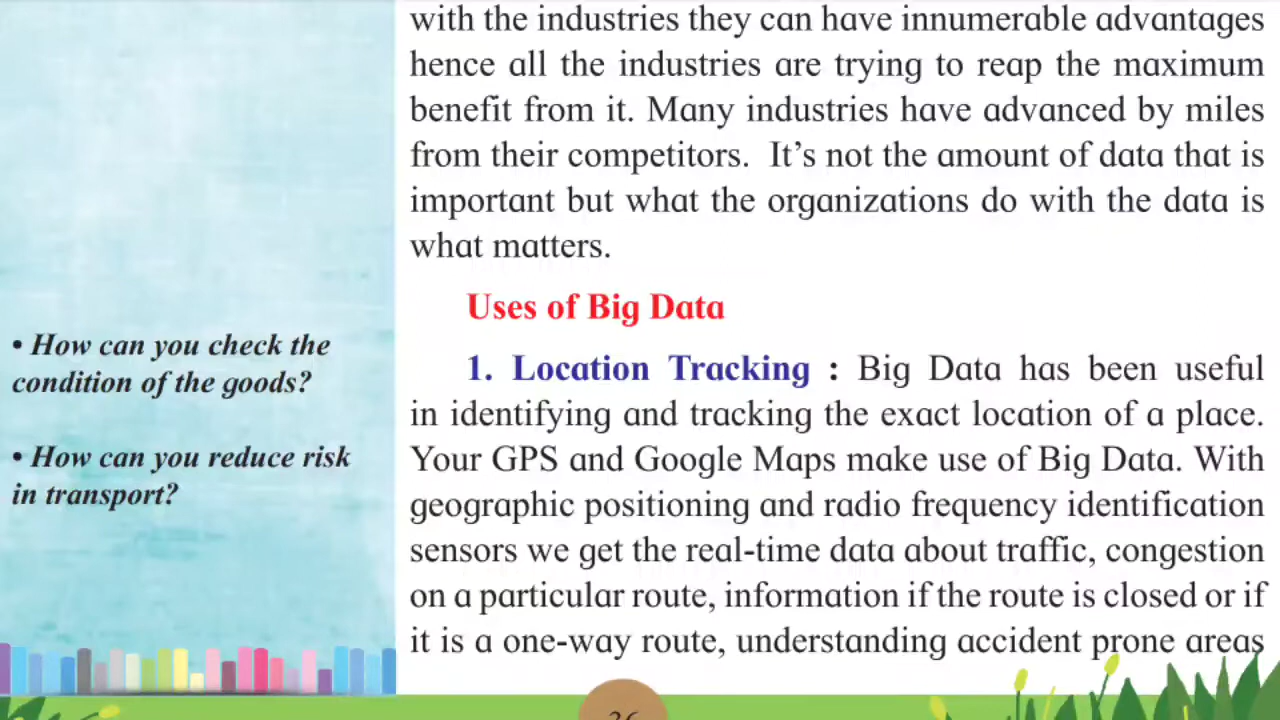 with the industries they can have innumerable advantages
hence all the industries are trying to reap the maximum
benefit from it. Many industries have advanced by miles
from their competitors. It’s not the amount of data that is
important but what the organizations do with the data is
what matters.
Uses of Big Data
1. Location Tracking : Big Data has been useful
in identifying and tracking the exact location of a place.
Your GPS and Google Maps make use of Big Data. With
geographic positioning and radio frequency identification
sensors we get the real-time data about traffic, congestion
on a particular route, information if the route is closed or if
it is a one-way route, understanding accident prone areas
• How can you check the
condition of the goods?
• How can you reduce risk
in transport?